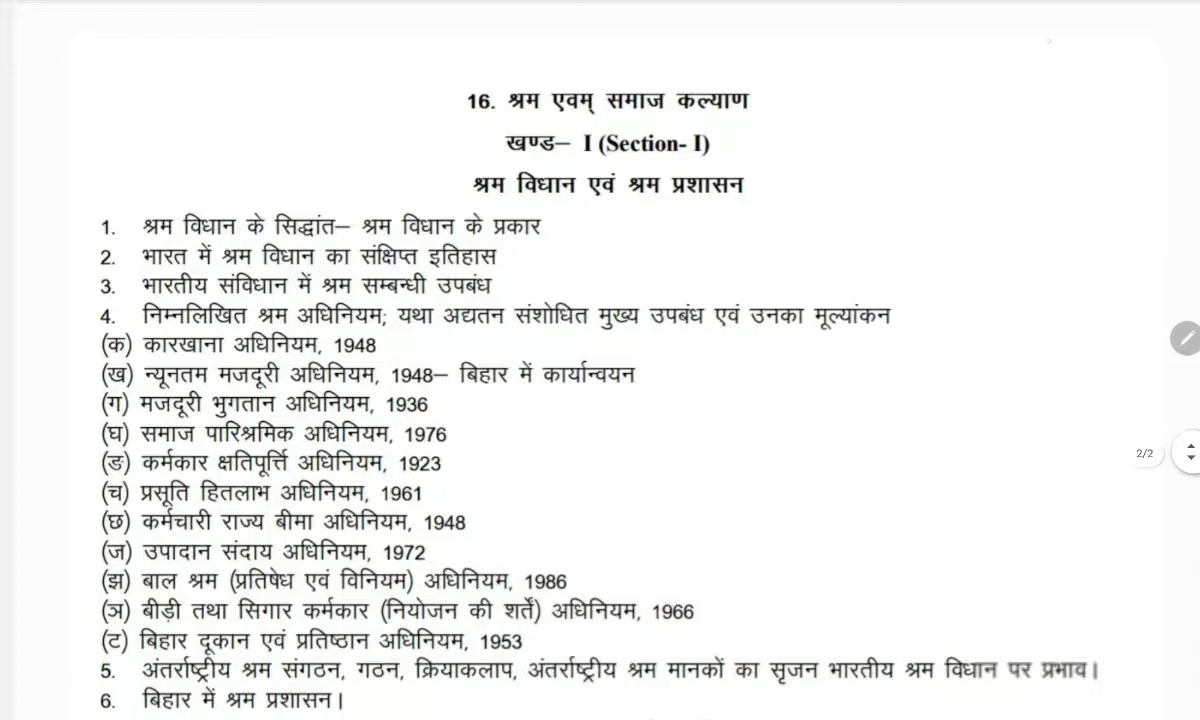 16. श्रम एवम् समाज कल्याण
खण्ड– I (Section- I)
श्रम विधान एवं श्रम प्रशासन
1. श्रम विधान के सिद्धांत– श्रम विधान के प्रकार
2. भारत में श्रम विधान का संक्षिप्त इतिहास
3. भारतीय संविधान में श्रम सम्बन्धी उपबंध
4. निम्नलिखित श्रम अधिनियम; यथा अद्यतन संशोधित मुख्य उपबंध एवं उनका मूल्यांकन
(क) कारखाना अधिनियम, 1948
(ख) न्यूनतम मजदूरी अधिनियम, 1948– बिहार में कार्यान्वयन
(ग) मजदूरी भुगतान अधिनियम, 1936
(घ) समाज पारिश्रमिक अधिनियम, 1976
(ङ) कर्मकार क्षतिपूर्त्ति अधिनियम, 1923
(च) प्रसूति हितलाभ अधिनियम, 1961
(छ) कर्मचारी राज्य बीमा अधिनियम, 1948
(ज) उपादान संदाय अधिनियम, 1972
(झ) बाल श्रम (प्रतिषेध एवं विनियम) अधिनियम, 1986
(ञ) बीड़ी तथा सिगार कर्मकार (नियोजन की शर्तें) अधिनियम, 1966
(ट) बिहार दूकान एवं प्रतिष्ठान अधिनियम, 1953
5. अंतर्राष्ट्रीय श्रम संगठन, गठन, क्रियाकलाप, अंतर्राष्ट्रीय श्रम मानकों का सृजन भारतीय श्रम विधान पर प्रभाव।
6. बिहार में श्रम प्रशासन।
2/2